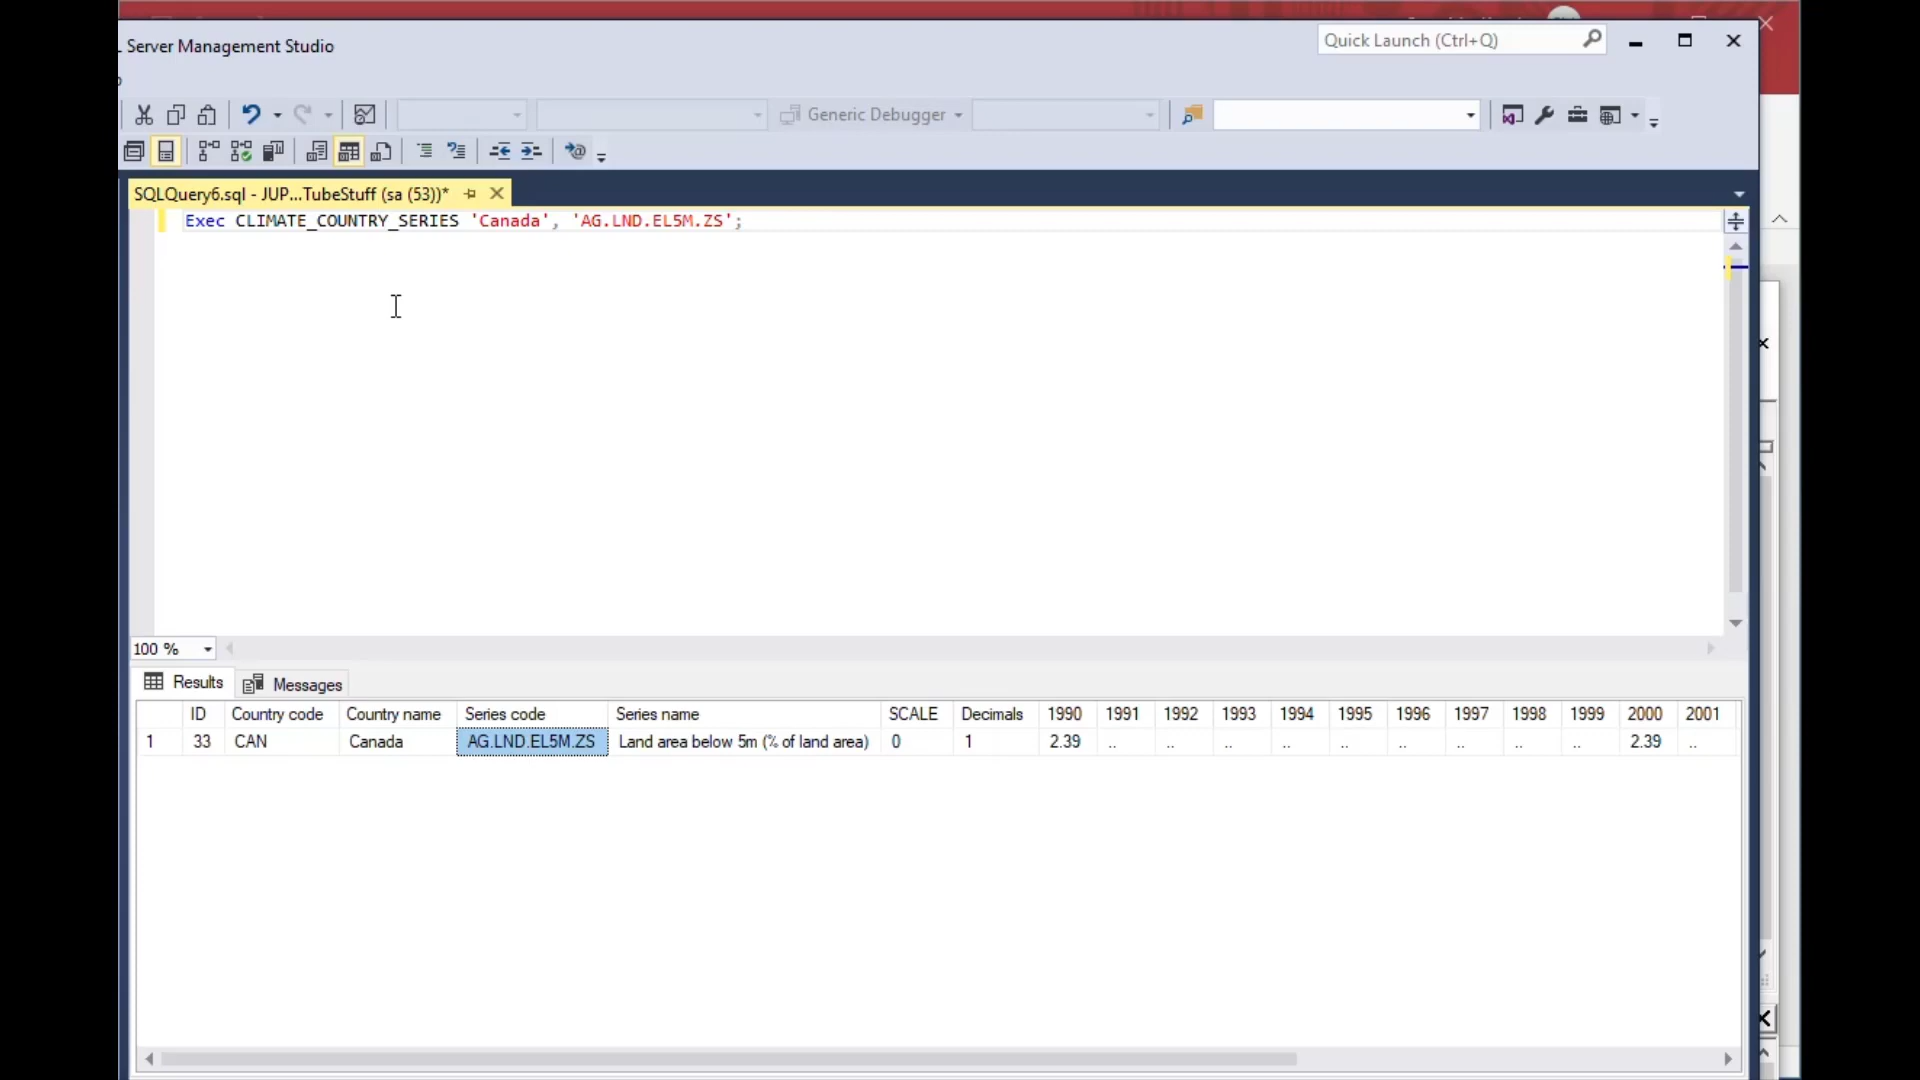 Server Management Studio
Quick Launch (Ctrl+Q)
Generic Debugger
SQLQuery6.sql - JUP...TubeStuff (sa (53))*
Exec CLIMATE_COUNTRY_SERIES 'Canada', 'AG.LND.EL5M.ZS';
100 %
Results Messages
ID Country code Country name Series code Series name SCALE Decimals 1990 1991 1992 1993 1994 1995 1996 1997 1998 1999 2000 2001
1 33 CAN Canada AG.LND.EL5M.ZS Land area below 5m (% of land area) 0 1 2.39 .. .. .. .. .. .. .. .. .. 2.39 ..